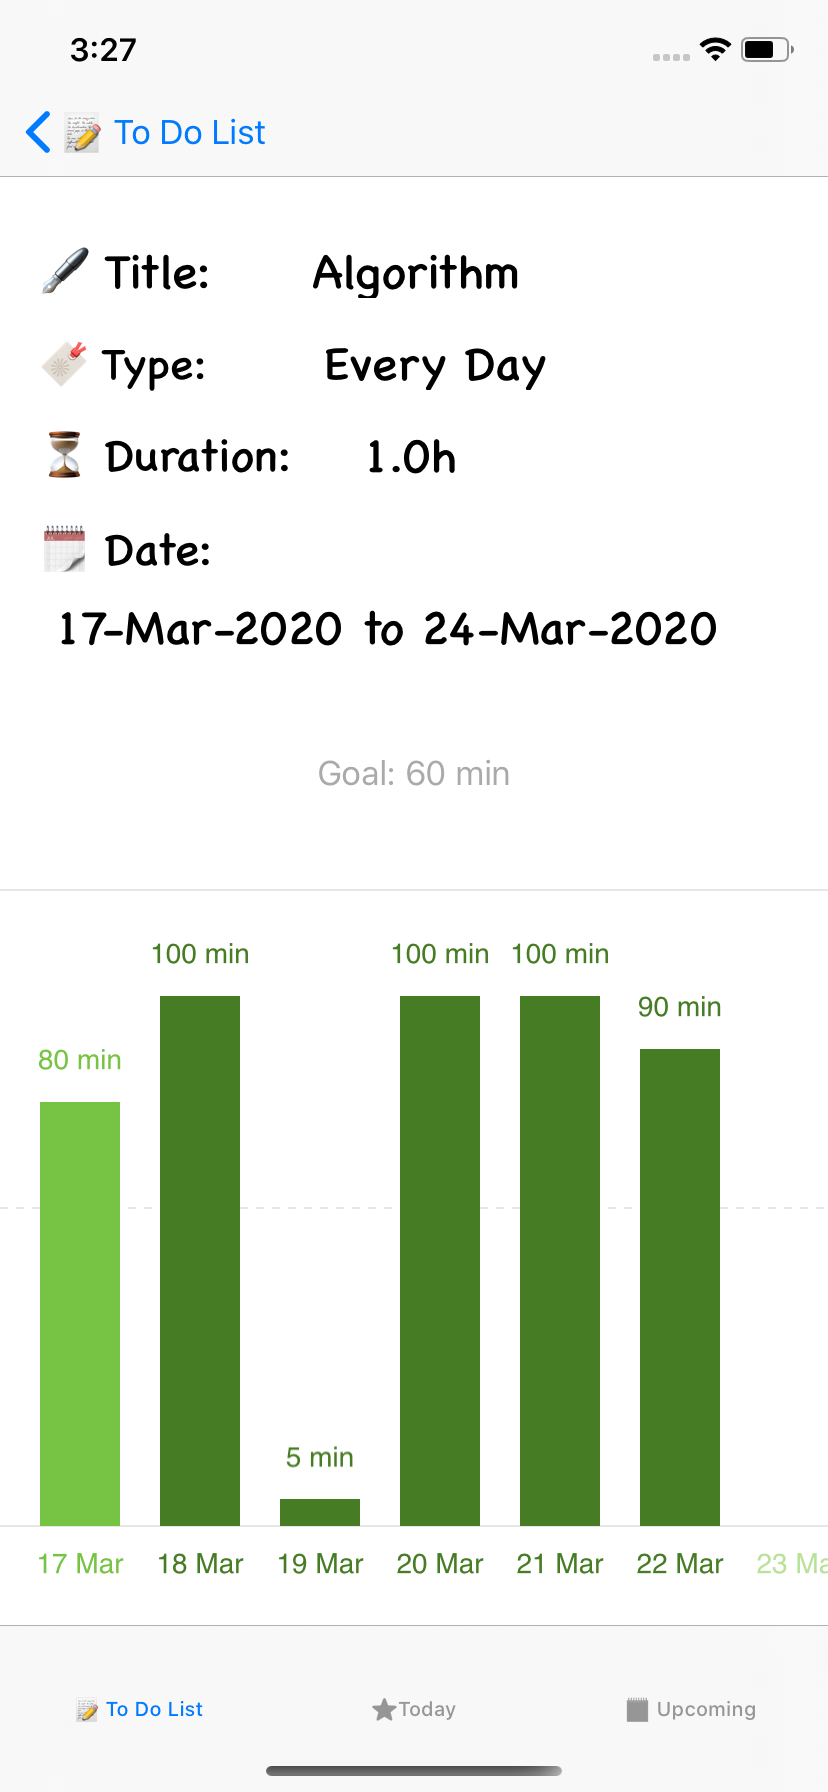 3:27
To Do List
Title: Algorithm
Type: Every Day
Duration: 1.0h
Date:
17-Mar-2020 to 24-Mar-2020
Goal: 60 min
100 min 100 min 100 min
90 min
80 min
5 min
17 Mar 18 Mar 19 Mar 20 Mar 21 Mar 22 Mar 23 Ma
To Do List Today Upcoming